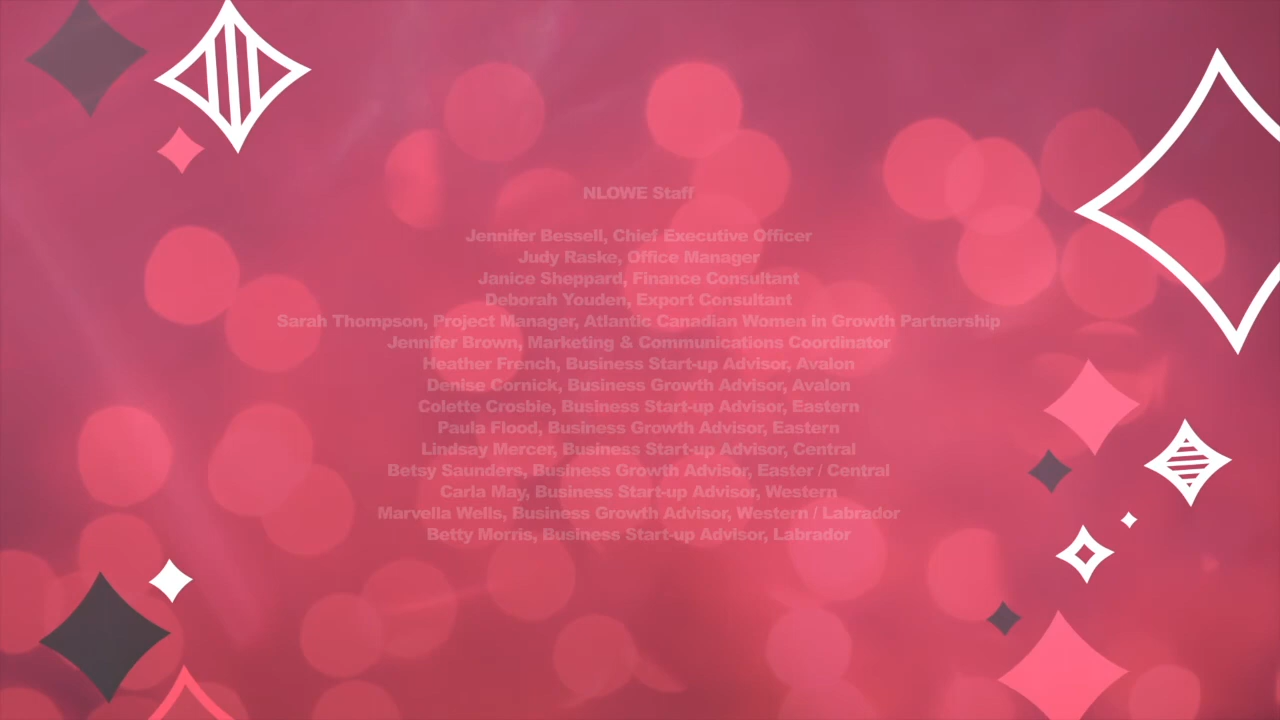 NLOWE Staff
Jennifer Bessell, Chief Executive Officer
Judy Raske, Office Manager
Janice Sheppard, Finance Consultant
Deborah Youden, Export Consultant
Sarah Thompson, Project Manager, Atlantic Canadian Women in Growth Partnership
Jennifer Brown, Marketing & Communications Coordinator
Heather French, Business Start-up Advisor, Avalon
Denise Cornick, Business Growth Advisor, Avalon
Colette Crosbie, Business Start-up Advisor, Eastern
Paula Flood, Business Growth Advisor, Eastern
Lindsay Mercer, Business Start-up Advisor, Central
Betsy Saunders, Business Growth Advisor, Easter / Central
Carla May, Business Start-up Advisor, Western
Marvella Wells, Business Growth Advisor, Western / Labrador
Betty Morris, Business Start-up Advisor, Labrador